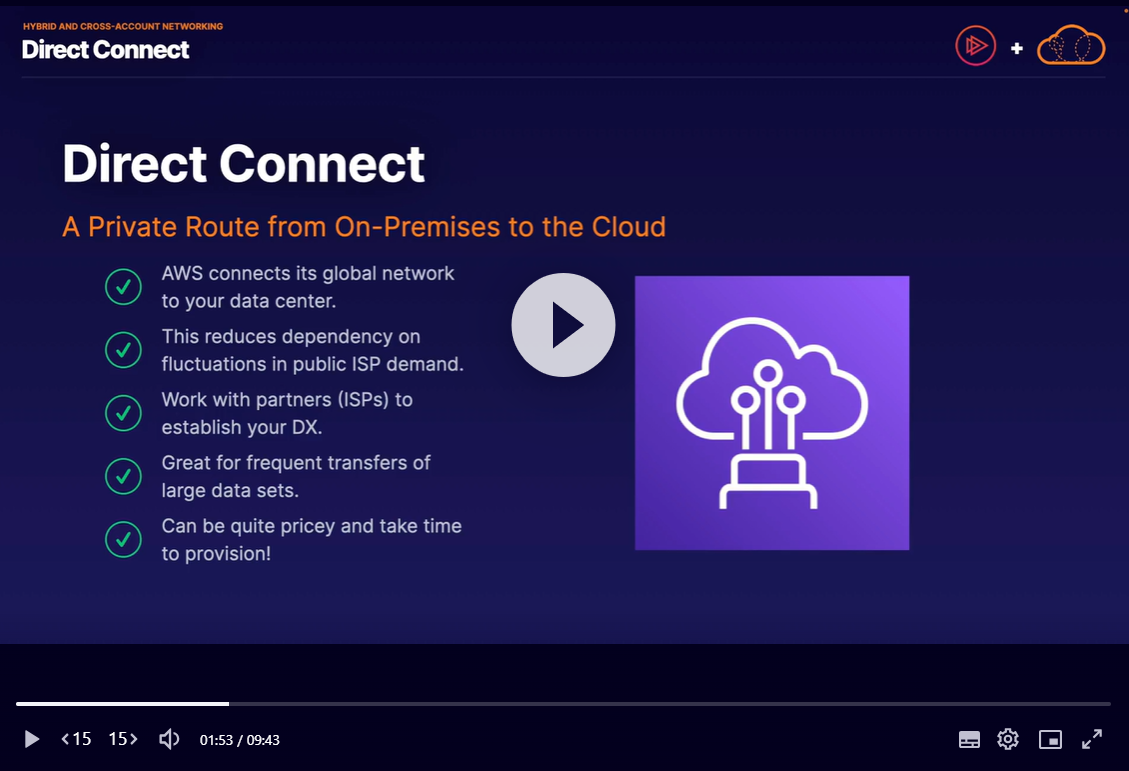 HYBRID AND CROSS-ACCOUNT NETWORKING
Direct Connect
Direct Connect
A Private Route from On-Premises to the Cloud
AWS connects its global network
to your data center.
This reduces dependency on
fluctuations in public ISP demand.
Work with partners (ISPs) to
establish your DX.
Great for frequent transfers of
large data sets.
Can be quite pricey and take time
to provision!
15 15 01:53 / 09:43